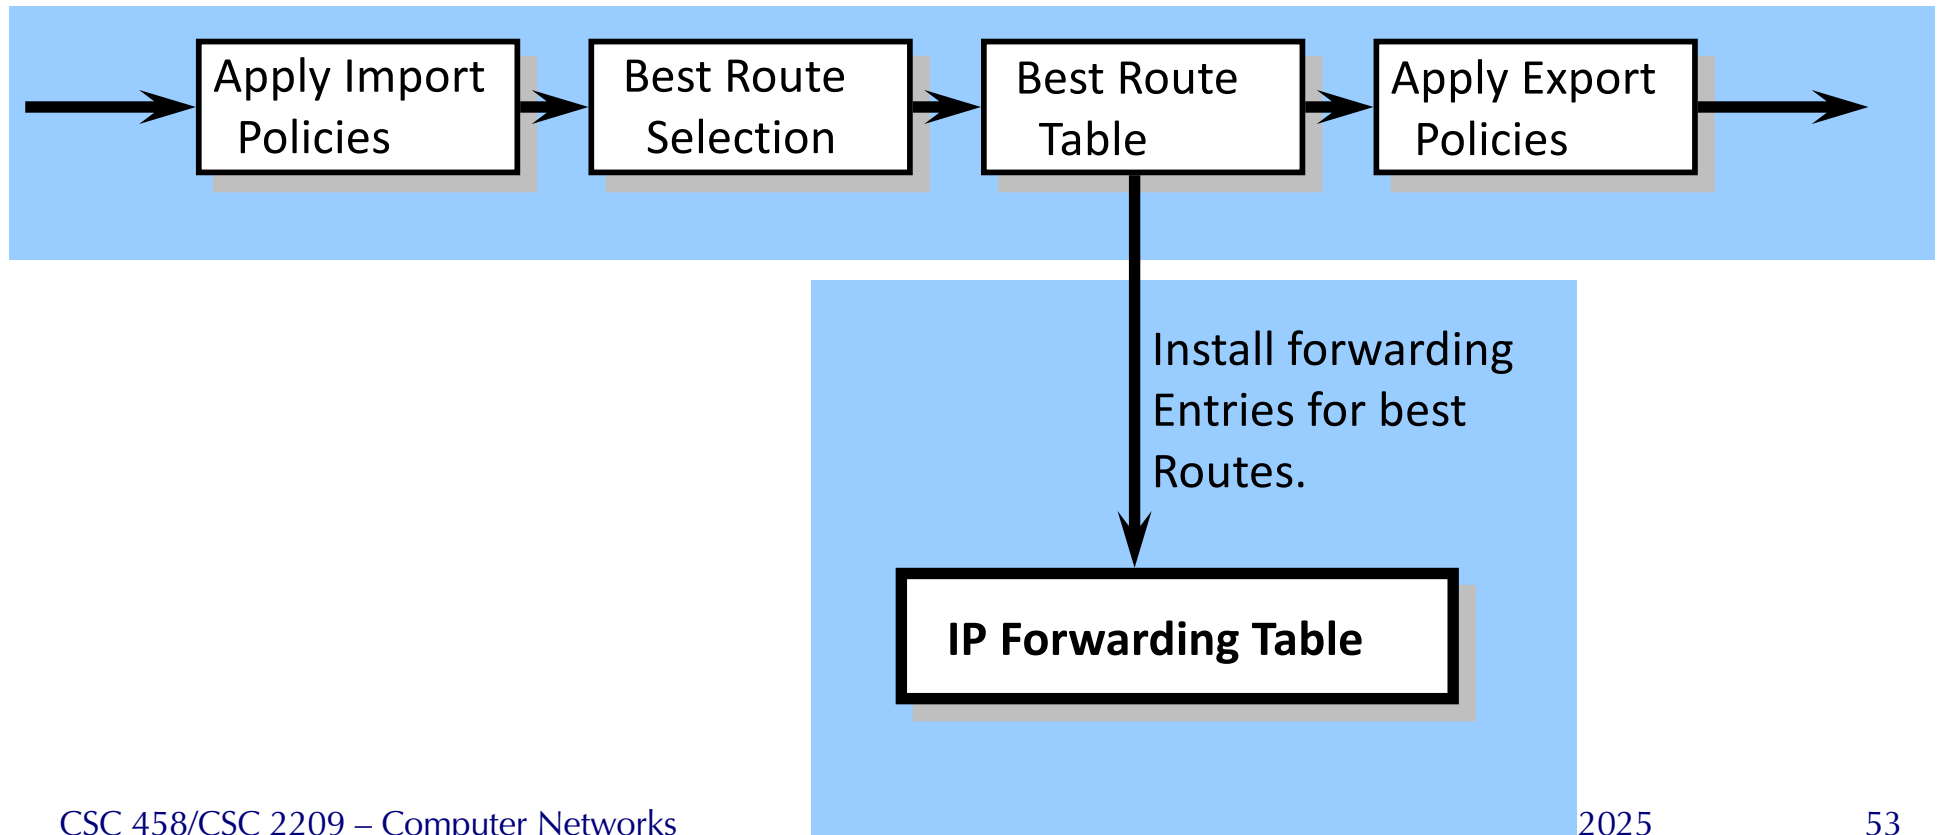 Apply Import
Policies
Best Route
Selection
Best Route
Table
Apply Export
Policies
Install forwarding
Entries for best
Routes.
IP Forwarding Table
CSC 458/CSC 2209 – Computer Networks
2025
53